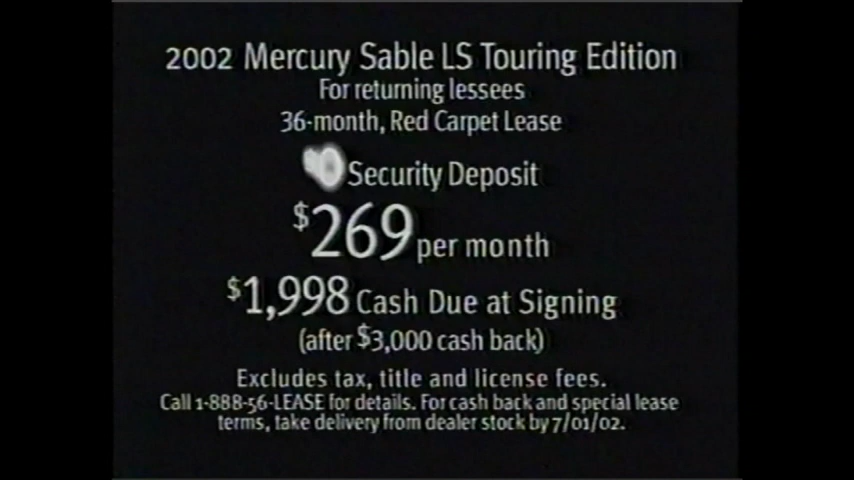 2002 Mercury Sable LS Touring Edition
For returning lessees
36-month, Red Carpet Lease
$0 Security Deposit
$269 per month
$1,998 Cash Due at Signing
(after $3,000 cash back)
Excludes tax, title and license fees.
Call 1-888-56-LEASE for details. For cash back and special lease
terms, take delivery from dealer stock by 7/01/02.